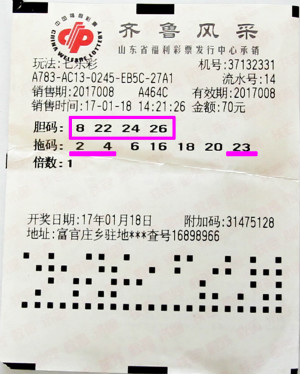 中国福利彩票
CHINA WELFARE LOTTERY
齐鲁风采
山东省福利彩票发行中心承销
玩法:七乐彩 机号:37132331
A783-AC13-0245-EB5C-27A1 流水号:14
销售期:2017008 A464C 有效期:2017008
销售时间:17-01-18 14:21:26 金额:70元
胆码: 8 22 24 26
拖码: 2 4 6 16 18 20 23
倍数:1
开奖日期:17年01月18日 附加码:31475128
地址:富官庄乡驻地***查号16898966